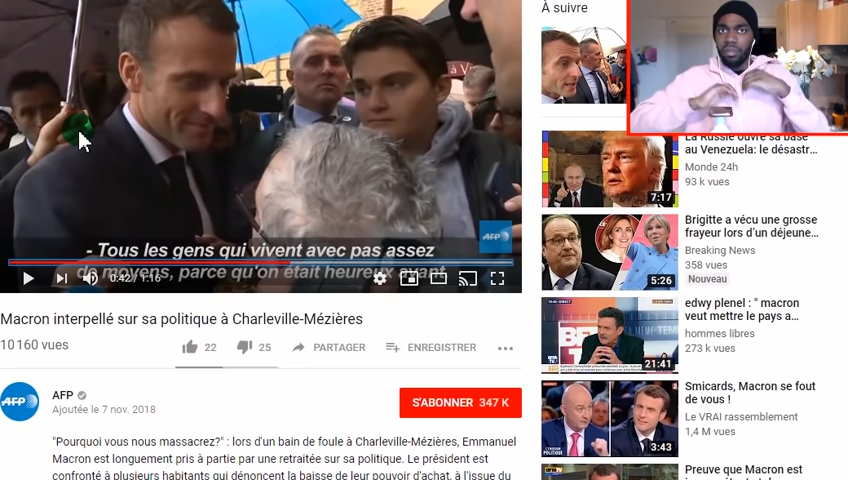 À suivre
AFP
- Tous les gens qui vivent avec pas assez
de moyens, parce qu'on était heureux avant
0:42 / 1:16
Macron interpellé sur sa politique à Charleville-Mézières
10 160 vues
22
25
PARTAGER
ENREGISTRER
AFP
AFP
Ajoutée le 7 nov. 2018
S'ABONNER 347 K
"Pourquoi vous nous massacrez?" : lors d'un bain de foule à Charleville-Mézières, Emmanuel
Macron est longuement pris à partie par une retraitée sur sa politique. Le président est
confronté à plusieurs habitants qui dénoncent la baisse de leur pouvoir d'achat, à l'issue du
7:17
La Russie ouvre sa base
au Venezuela: le désastr...
Monde 24h
93 k vues
5:26
Brigitte a vécu une grosse
frayeur lors d'un déjeune...
Breaking News
358 vues
Nouveau
21:41
edwy plenel : " macron
veut mettre le pays a...
hommes libres
273 k vues
3:43
Smicards, Macron se fout
de vous !
Le VRAI rassemblement
1,4 M vues
Preuve que Macron est